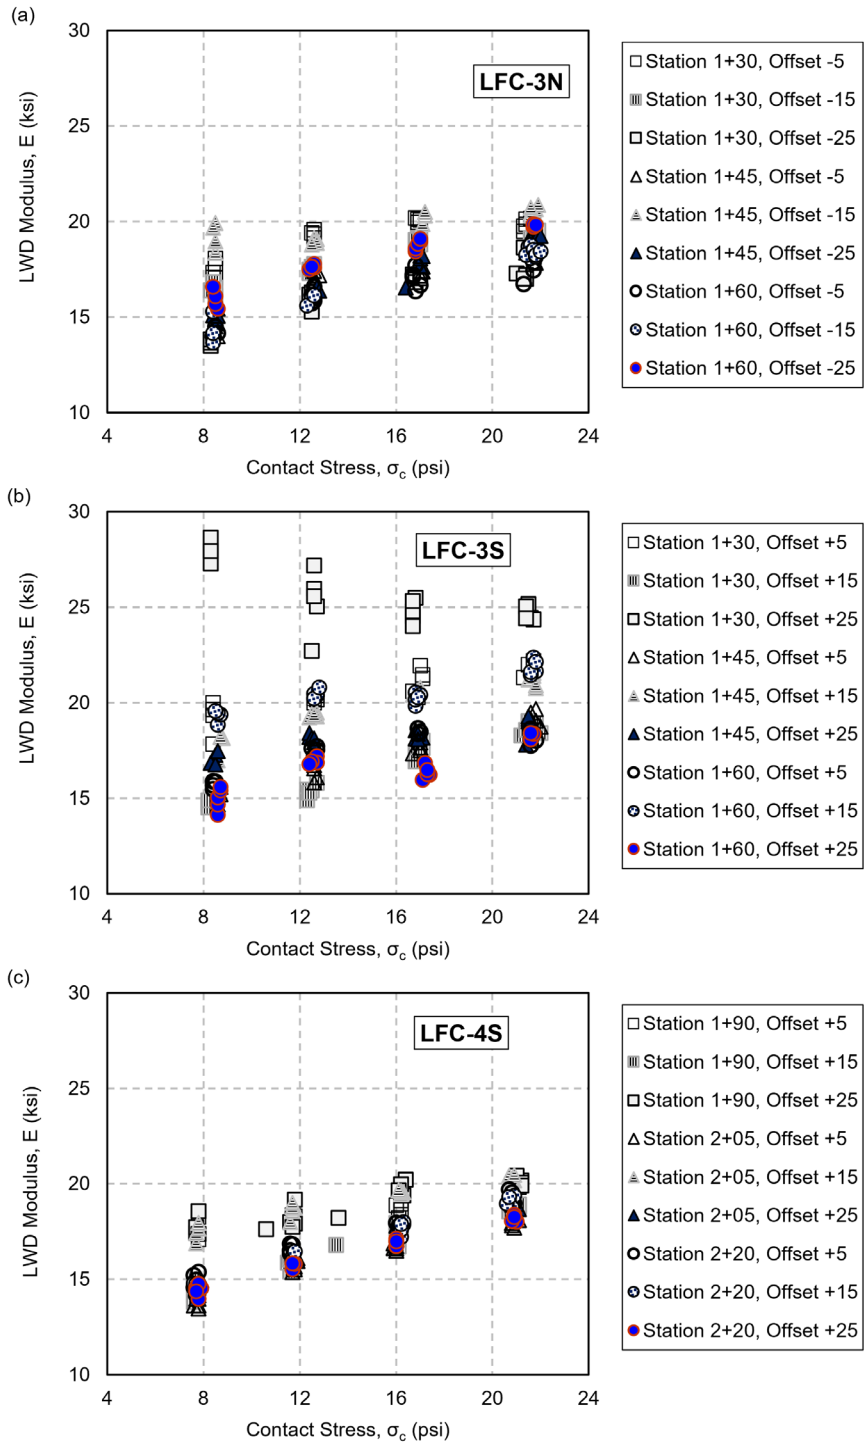 (a)
30
25
20
15
10
LWD Modulus, E (ksi)
LFC-3N
4 8 12 16 20 24
Contact Stress, σc (psi)
Station 1+30, Offset -5
Station 1+30, Offset -15
Station 1+30, Offset -25
Station 1+45, Offset -5
Station 1+45, Offset -15
Station 1+45, Offset -25
Station 1+60, Offset -5
Station 1+60, Offset -15
Station 1+60, Offset -25
(b)
30
25
20
15
10
LWD Modulus, E (ksi)
LFC-3S
4 8 12 16 20 24
Contact Stress, σc (psi)
Station 1+30, Offset +5
Station 1+30, Offset +15
Station 1+30, Offset +25
Station 1+45, Offset +5
Station 1+45, Offset +15
Station 1+45, Offset +25
Station 1+60, Offset +5
Station 1+60, Offset +15
Station 1+60, Offset +25
(c)
30
25
20
15
10
LWD Modulus, E (ksi)
LFC-4S
4 8 12 16 20 24
Contact Stress, σc (psi)
Station 1+90, Offset +5
Station 1+90, Offset +15
Station 1+90, Offset +25
Station 2+05, Offset +5
Station 2+05, Offset +15
Station 2+05, Offset +25
Station 2+20, Offset +5
Station 2+20, Offset +15
Station 2+20, Offset +25